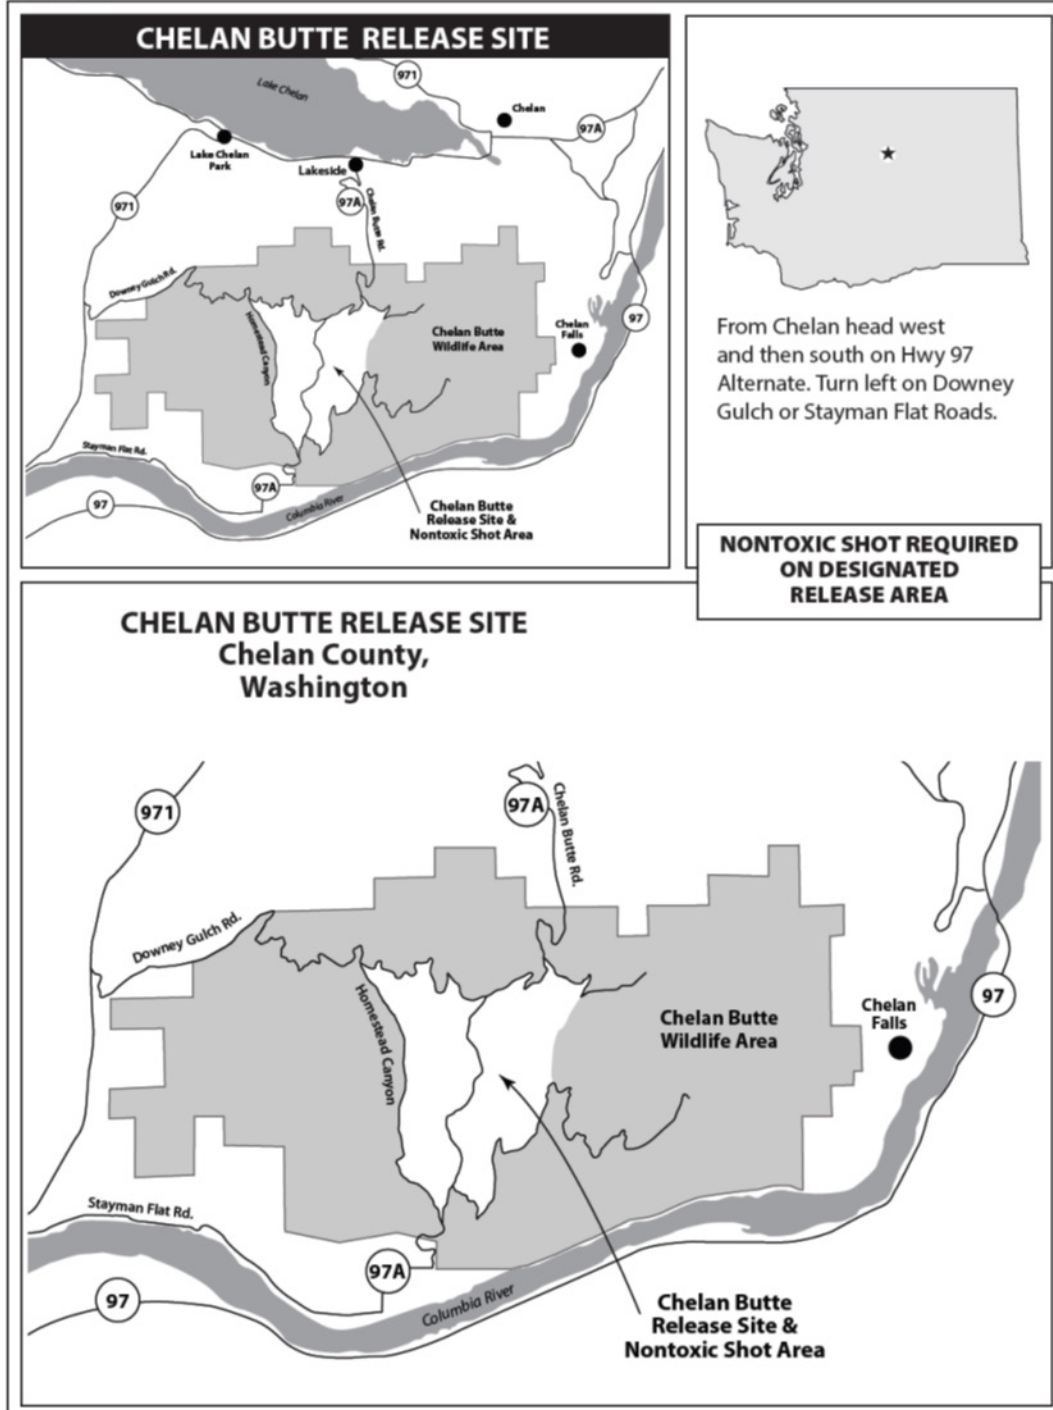 CHELAN BUTTE RELEASE SITE
971
Lake Chelan
Chelan
97A
Lake Chelan
Park
Lakeside
97A
Chelan Butte Rd.
971
Downey Gulch Rd.
Homestead Canyon
Chelan Butte
Wildlife Area
Chelan
Falls
97
Stayman Flat Rd.
97A
97
Columbia River
Chelan Butte
Release Site &
Nontoxic Shot Area
From Chelan head west
and then south on Hwy 97
Alternate. Turn left on Downey
Gulch or Stayman Flat Roads.
NONTOXIC SHOT REQUIRED
ON DESIGNATED
RELEASE AREA
CHELAN BUTTE RELEASE SITE
Chelan County,
Washington
971
97A
Chelan Butte Rd.
Downey Gulch Rd.
Homestead Canyon
Chelan Butte
Wildlife Area
Chelan
Falls
97
Stayman Flat Rd.
97A
97
Columbia River
Chelan Butte
Release Site &
Nontoxic Shot Area